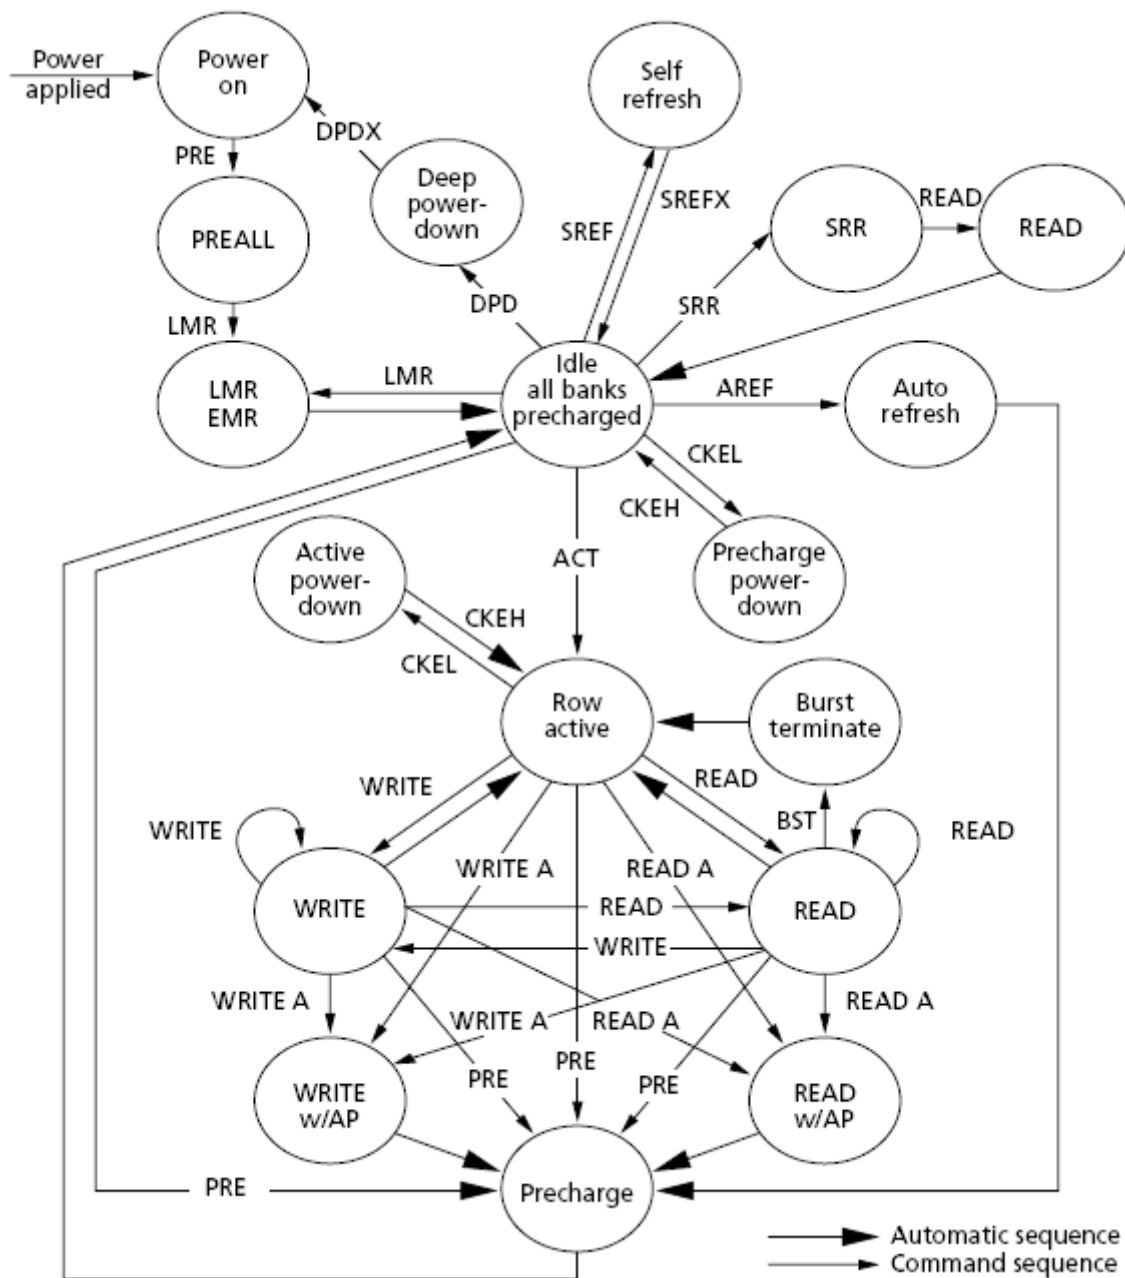 Power
applied
Power
on
Self
refresh
DPDX
PRE
Deep
power-
down
PREALL
SREF
SREFX
SRR
READ
READ
DPD
SRR
LMR
LMR
EMR
LMR
Idle
all banks
precharged
AREF
Auto
refresh
CKEL
CKEH
Active
power-
down
ACT
Precharge
power-
down
CKEH
CKEL
Row
active
Burst
terminate
WRITE
READ
BST
WRITE
READ
WRITE A
READ A
WRITE
READ
READ
WRITE
WRITE A
WRITE A
READ A
READ A
WRITE
w/AP
PRE
PRE
PRE
READ
w/AP
PRE
Precharge
Automatic sequence
Command sequence